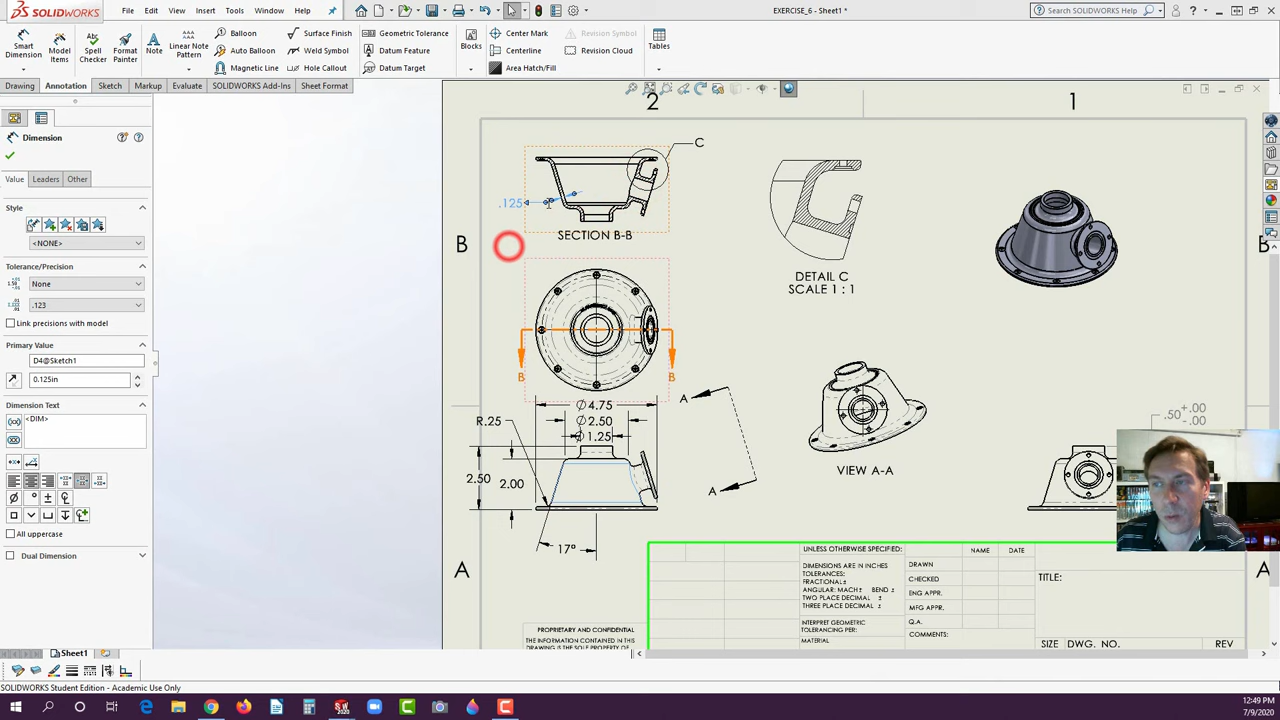 SOLIDWORKS
File Edit View Insert Tools Window Help
EXERCISE_6 - Sheet1 *
Search SOLIDWORKS Help
Smart Dimension
Model Items
Spell Checker
Format Painter
Note
Linear Note Pattern
Balloon
Auto Balloon
Magnetic Line
Surface Finish
Weld Symbol
Hole Callout
Geometric Tolerance
Datum Feature
Datum Target
Blocks
Center Mark
Centerline
Area Hatch/Fill
Revision Symbol
Revision Cloud
Tables
Drawing Annotation Sketch Markup Evaluate SOLIDWORKS Add-Ins Sheet Format
Dimension
Value Leaders Other
Style
<NONE>
Tolerance/Precision
None
.123
Link precisions with model
Primary Value
D4@Sketch1
0.125in
Dimension Text
<DIM>
All uppercase
Dual Dimension
2
1
B
B
A
A
C
.125
SECTION B-B
DETAIL C
SCALE 1 : 1
B
B
Ø 4.75
Ø 2.50
Ø 1.25
R.25
2.50
2.00
17°
A
A
VIEW A-A
.50 +.00 -.00
UNLESS OTHERWISE SPECIFIED:
DIMENSIONS ARE IN INCHES
TOLERANCES:
FRACTIONAL±
ANGULAR: MACH± BEND ±
TWO PLACE DECIMAL ±
THREE PLACE DECIMAL ±
INTERPRET GEOMETRIC
TOLERANCING PER:
MATERIAL
NAME DATE
DRAWN
CHECKED
ENG APPR.
MFG APPR.
Q.A.
COMMENTS:
TITLE:
SIZE DWG. NO. REV
PROPRIETARY AND CONFIDENTIAL
THE INFORMATION CONTAINED IN THIS
DRAWING IS THE SOLE PROPERTY OF
Sheet1
SOLIDWORKS Student Edition - Academic Use Only
12:49 PM
7/9/2020